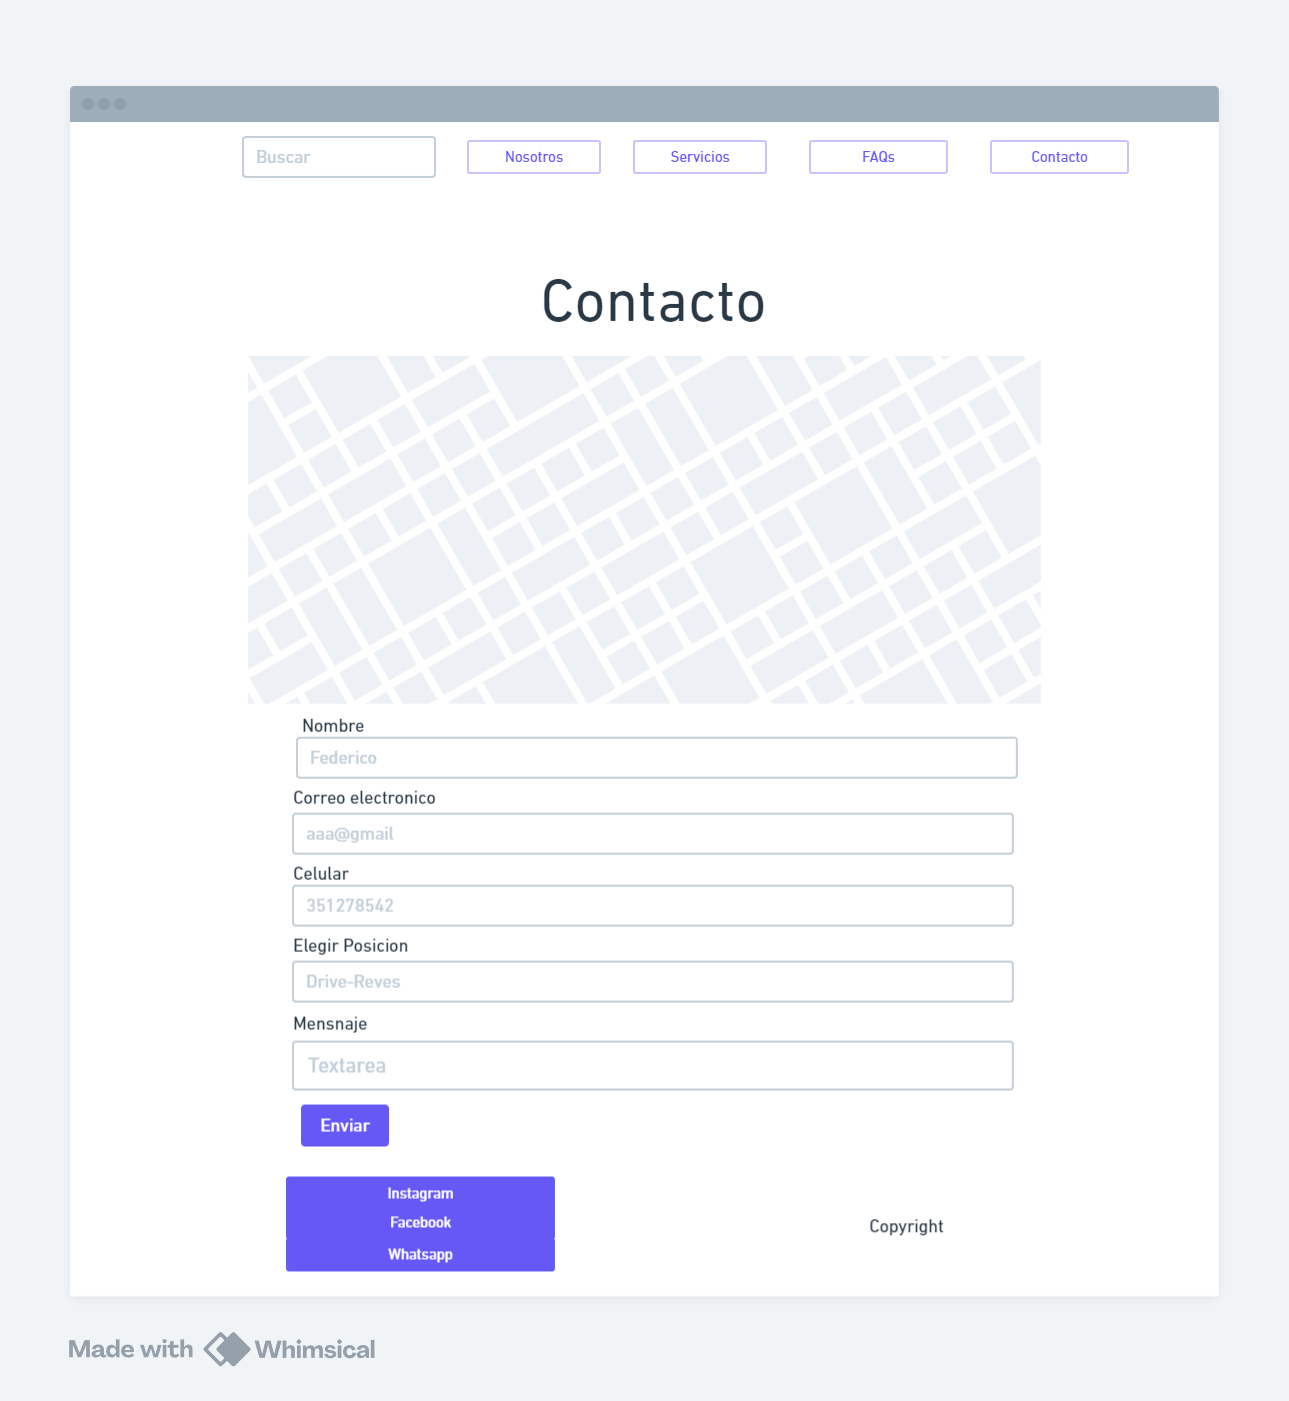 Buscar
Nosotros
Servicios
FAQs
Contacto
Contacto
Nombre
Federico
Correo electronico
aaa@gmail
Celular
351278542
Elegir Posicion
Drive-Reves
Mensnaje
Textarea
Enviar
Instagram
Facebook
Whatsapp
Copyright
Made with Whimsical